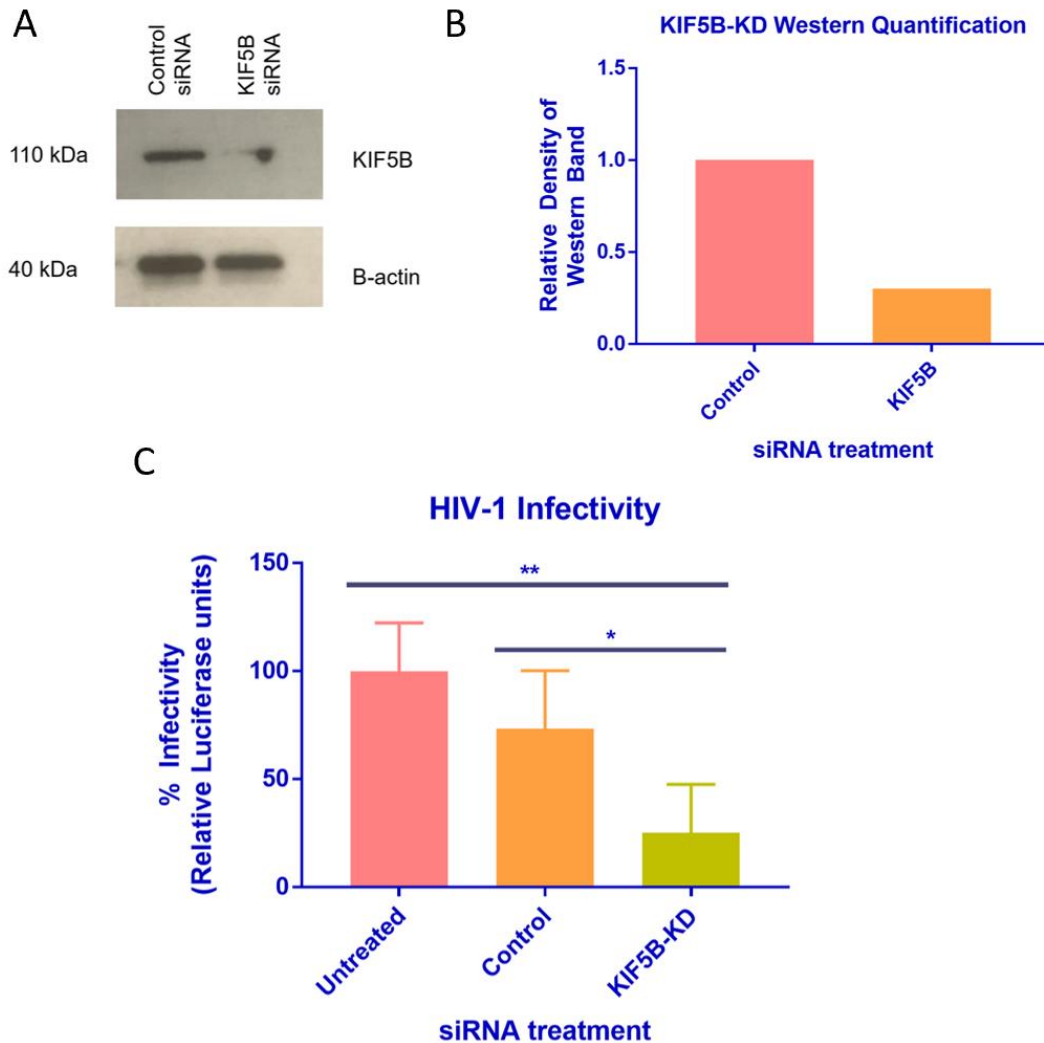 A
Control
siRNA
KIF5B
siRNA
110 kDa
KIF5B
40 kDa
B-actin
B
KIF5B-KD Western Quantification
Relative Density of
Western Band
1.5
1.0
0.5
0.0
Control
KIF5B
siRNA treatment
C
HIV-1 Infectivity
% Infectivity
(Relative Luciferase units)
150
100
50
0
**
*
Untreated
Control
KIF5B-KD
siRNA treatment